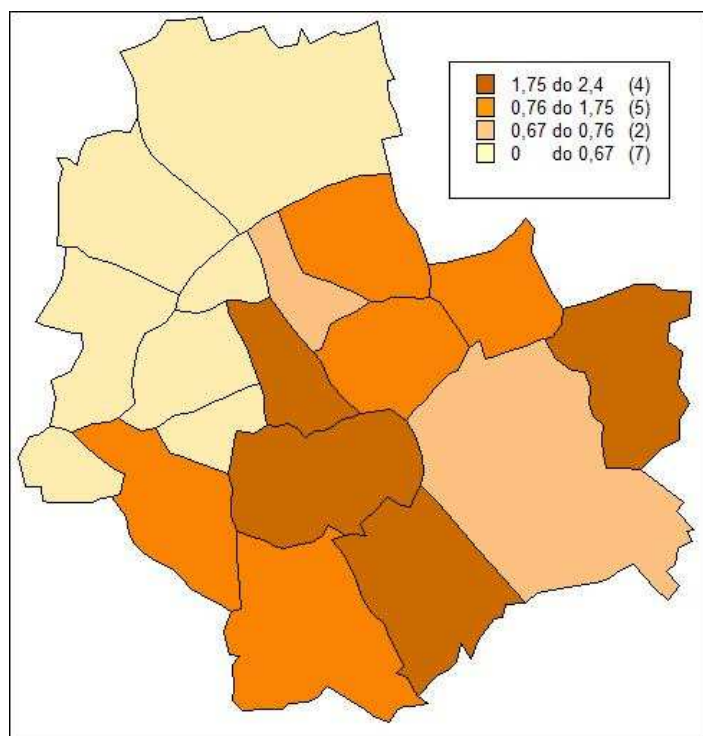 1,75 do 2,4 (4)
0,76 do 1,75 (5)
0,67 do 0,76 (2)
0 do 0,67 (7)